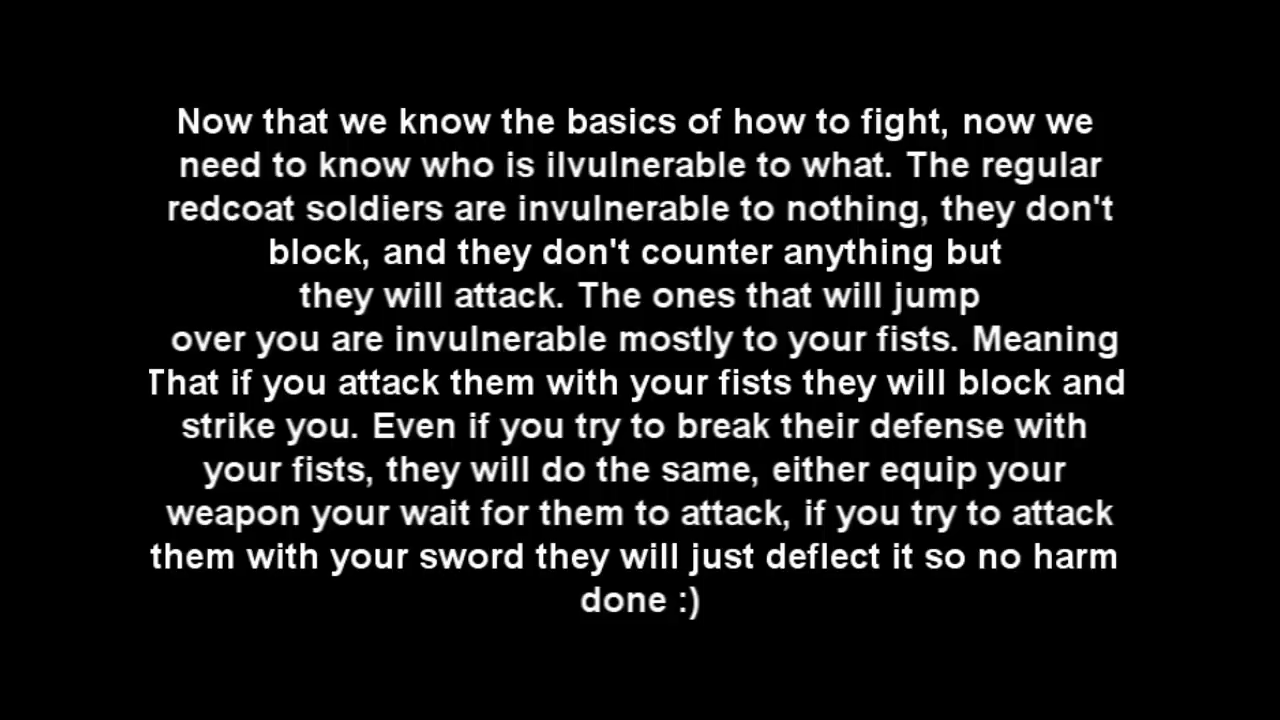 Now that we know the basics of how to fight, now we
need to know who is ilvulnerable to what. The regular
redcoat soldiers are invulnerable to nothing, they don't
block, and they don't counter anything but
they will attack. The ones that will jump
over you are invulnerable mostly to your fists. Meaning
That if you attack them with your fists they will block and
strike you. Even if you try to break their defense with
your fists, they will do the same, either equip your
weapon your wait for them to attack, if you try to attack
them with your sword they will just deflect it so no harm
done :)